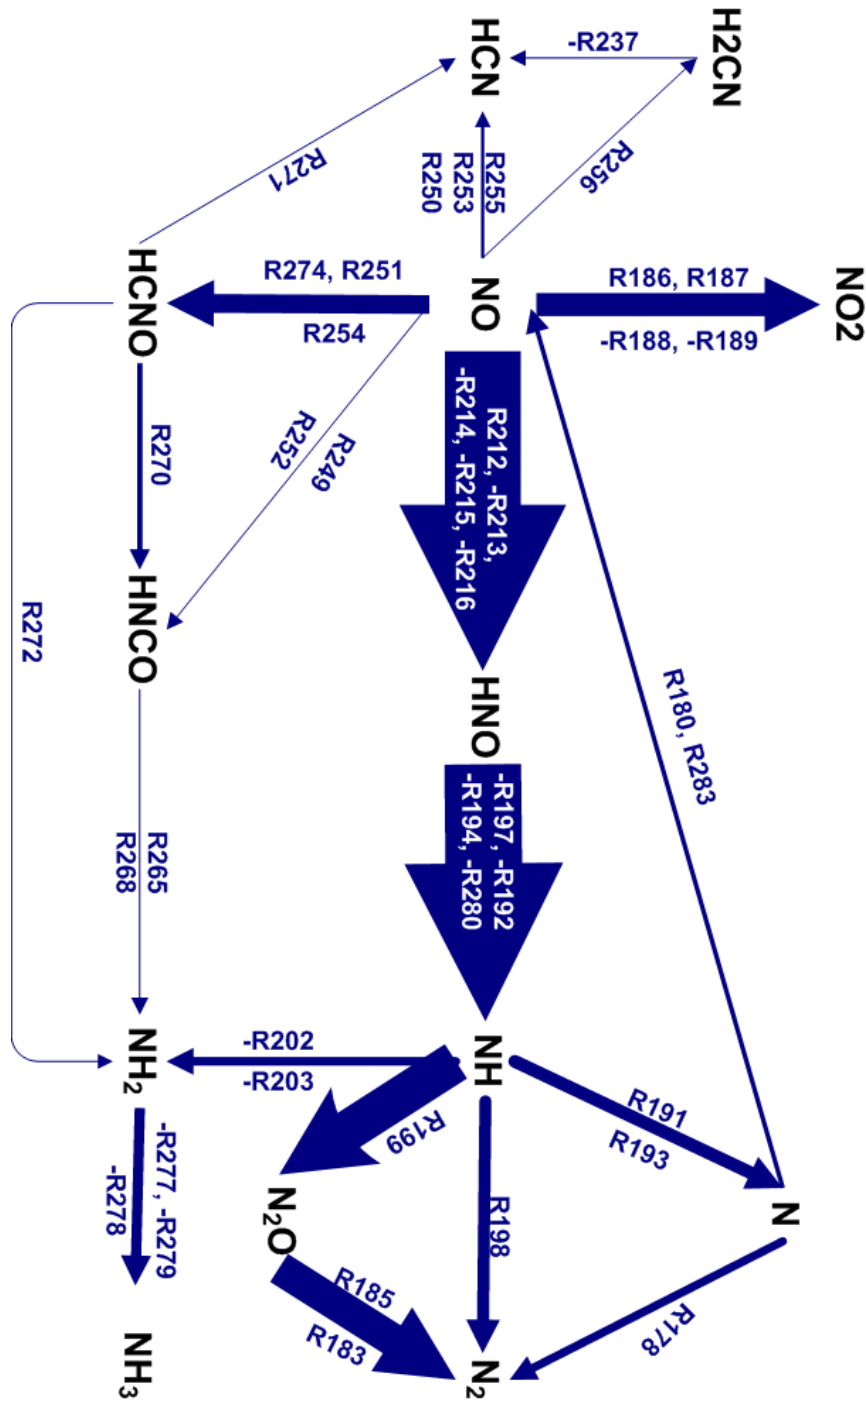 H2CN
HCN
-R237
R256
R271
R255
R253
R250
NO2
NO
HCNO
R186, R187
-R188, -R189
R274, R251
R254
R212, -R213,
-R214, -R215, -R216
R249
R252
R270
R272
HNCO
HNO
R180, R283
-R197, -R192
-R194, -R280
R265
R268
NH
NH₂
-R202
-R203
R199
R191
R193
R198
N
N₂O
R178
R185
R183
-R277, -R279
-R278
N₂
NH₃